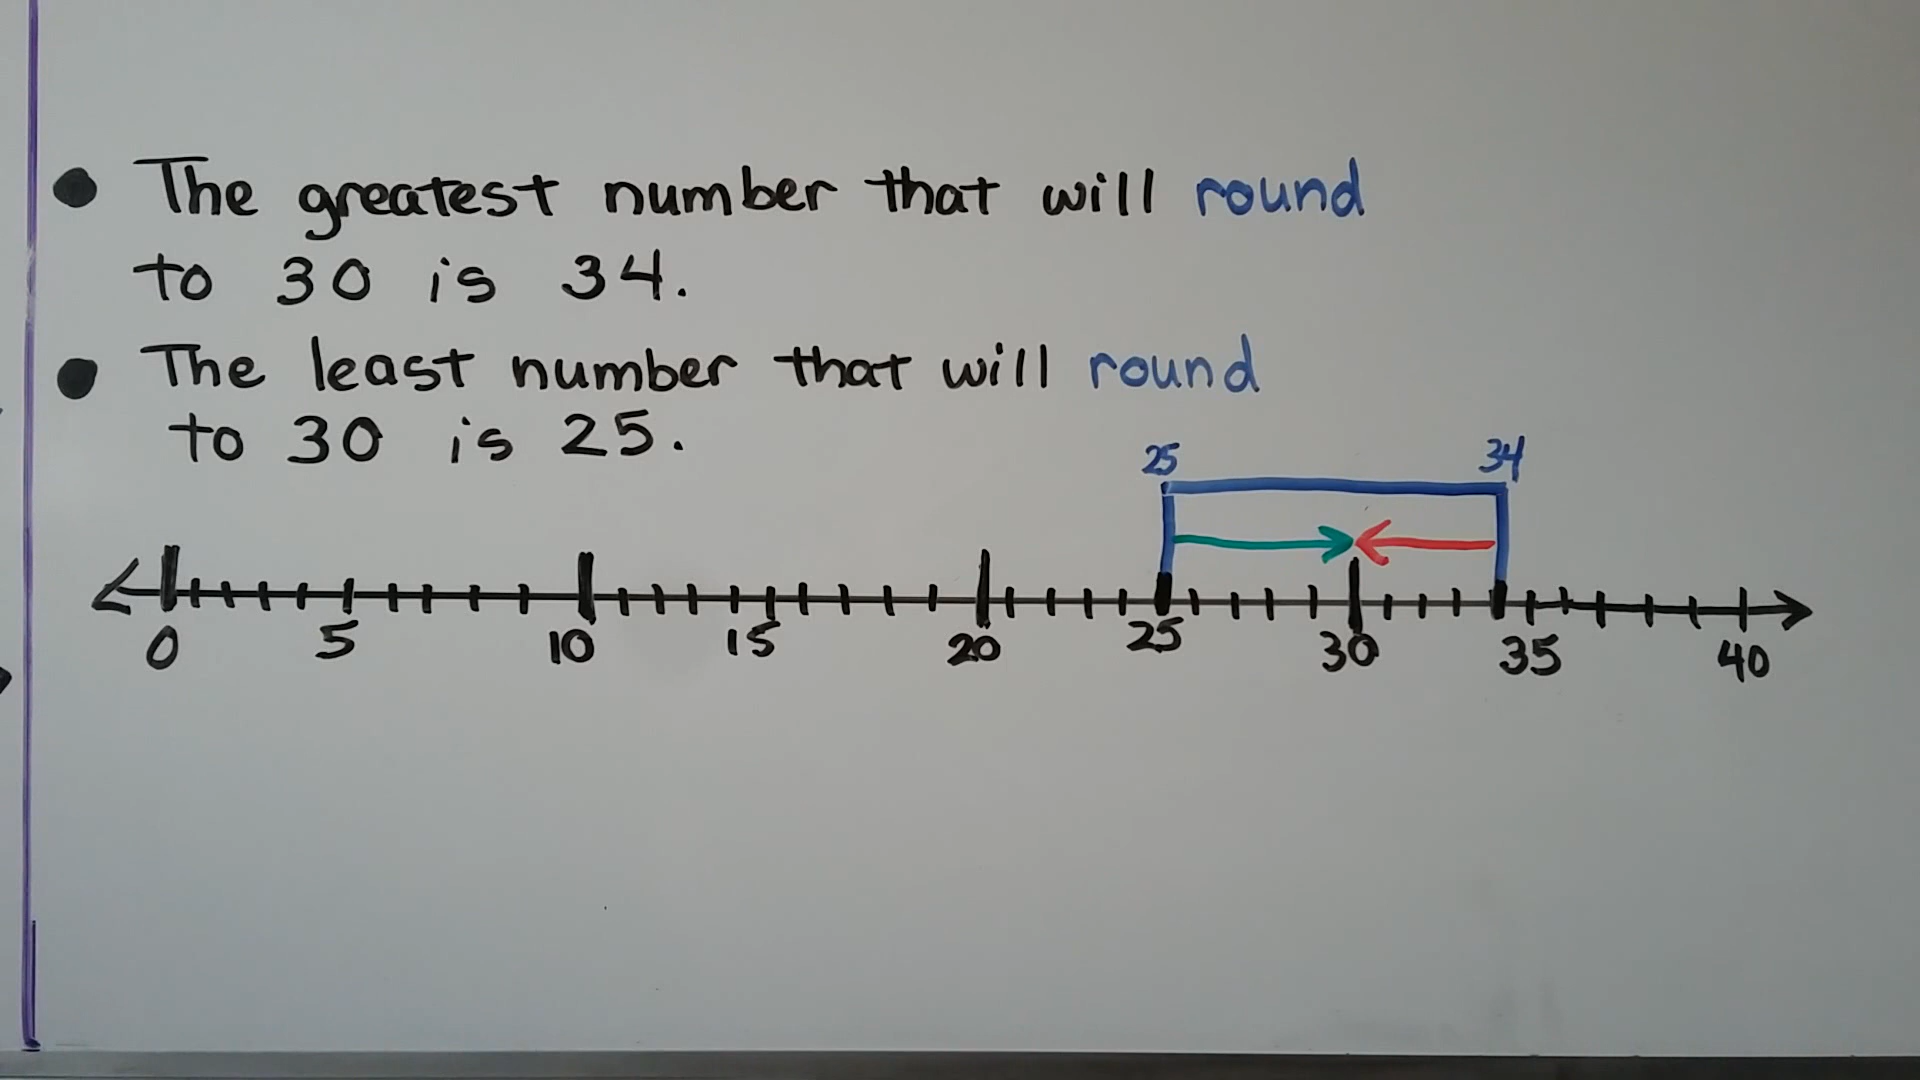 • The greatest number that will round
to 30 is 34.
• The least number that will round
to 30 is 25.
25 34
0 5 10 15 20 25 30 35 40